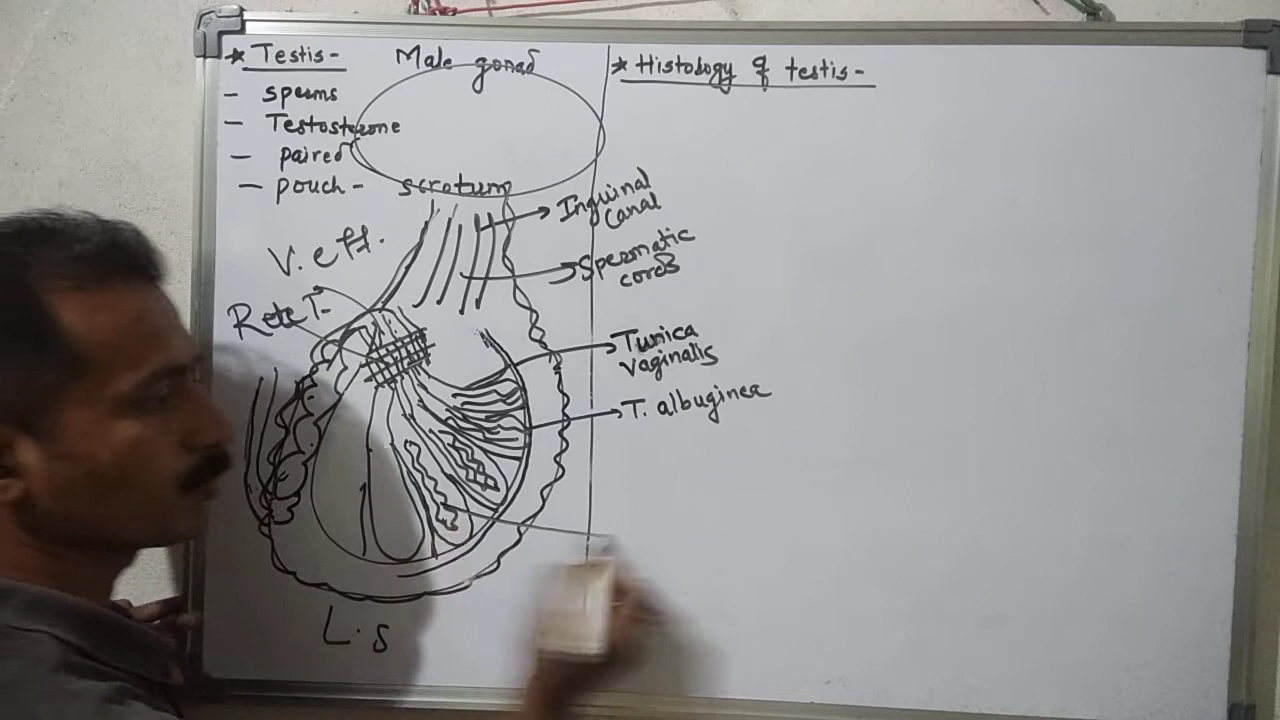 * Testis - Male gonad
- sperms
- Testosterone
- paired
- pouch - scrotum
Inguinal
Canal
Spermatic
cord
V. eff.
Rete T-
Tunica
vaginalis
T. albuginea
L.S
* Histology of testis -